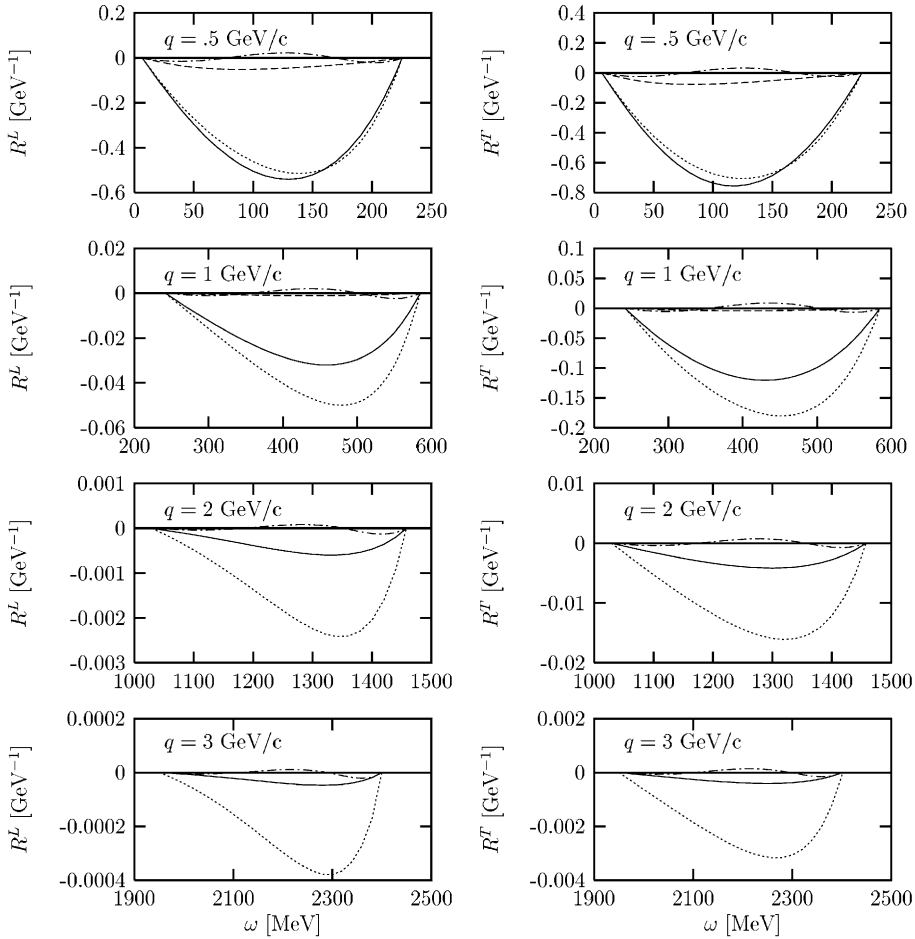 0.2
0
-0.2
-0.4
-0.6
R^L [GeV^{-1}]
q = .5 GeV/c
0 50 100 150 200 250
0.4
0.2
0
-0.2
-0.4
-0.6
-0.8
R^T [GeV^{-1}]
q = .5 GeV/c
0 50 100 150 200 250
0.02
0
-0.02
-0.04
-0.06
R^L [GeV^{-1}]
q = 1 GeV/c
200 300 400 500 600
0.1
0.05
0
-0.05
-0.1
-0.15
-0.2
R^T [GeV^{-1}]
q = 1 GeV/c
200 300 400 500 600
0.001
0
-0.001
-0.002
-0.003
R^L [GeV^{-1}]
q = 2 GeV/c
1000 1100 1200 1300 1400 1500
0.01
0
-0.01
-0.02
R^T [GeV^{-1}]
q = 2 GeV/c
1000 1100 1200 1300 1400 1500
0.0002
0
-0.0002
-0.0004
R^L [GeV^{-1}]
q = 3 GeV/c
1900 2100 2300 2500
ω [MeV]
0.002
0
-0.002
-0.004
R^T [GeV^{-1}]
q = 3 GeV/c
1900 2100 2300 2500
ω [MeV]